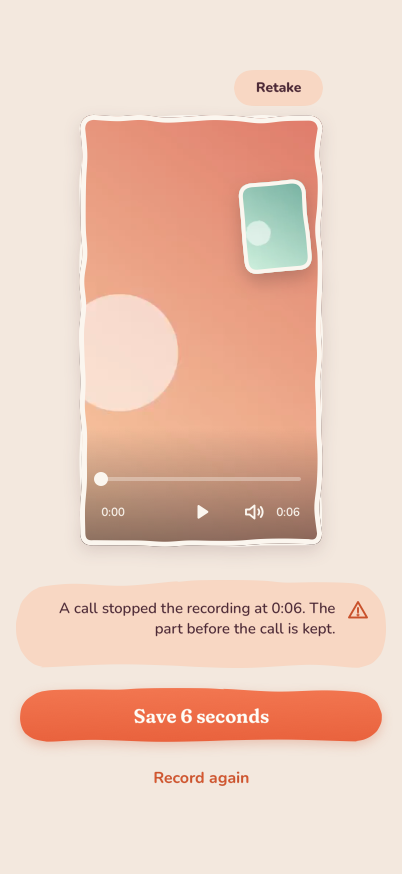 Retake
0:00
0:06
A call stopped the recording at 0:06. The
part before the call is kept.
Save 6 seconds
Record again